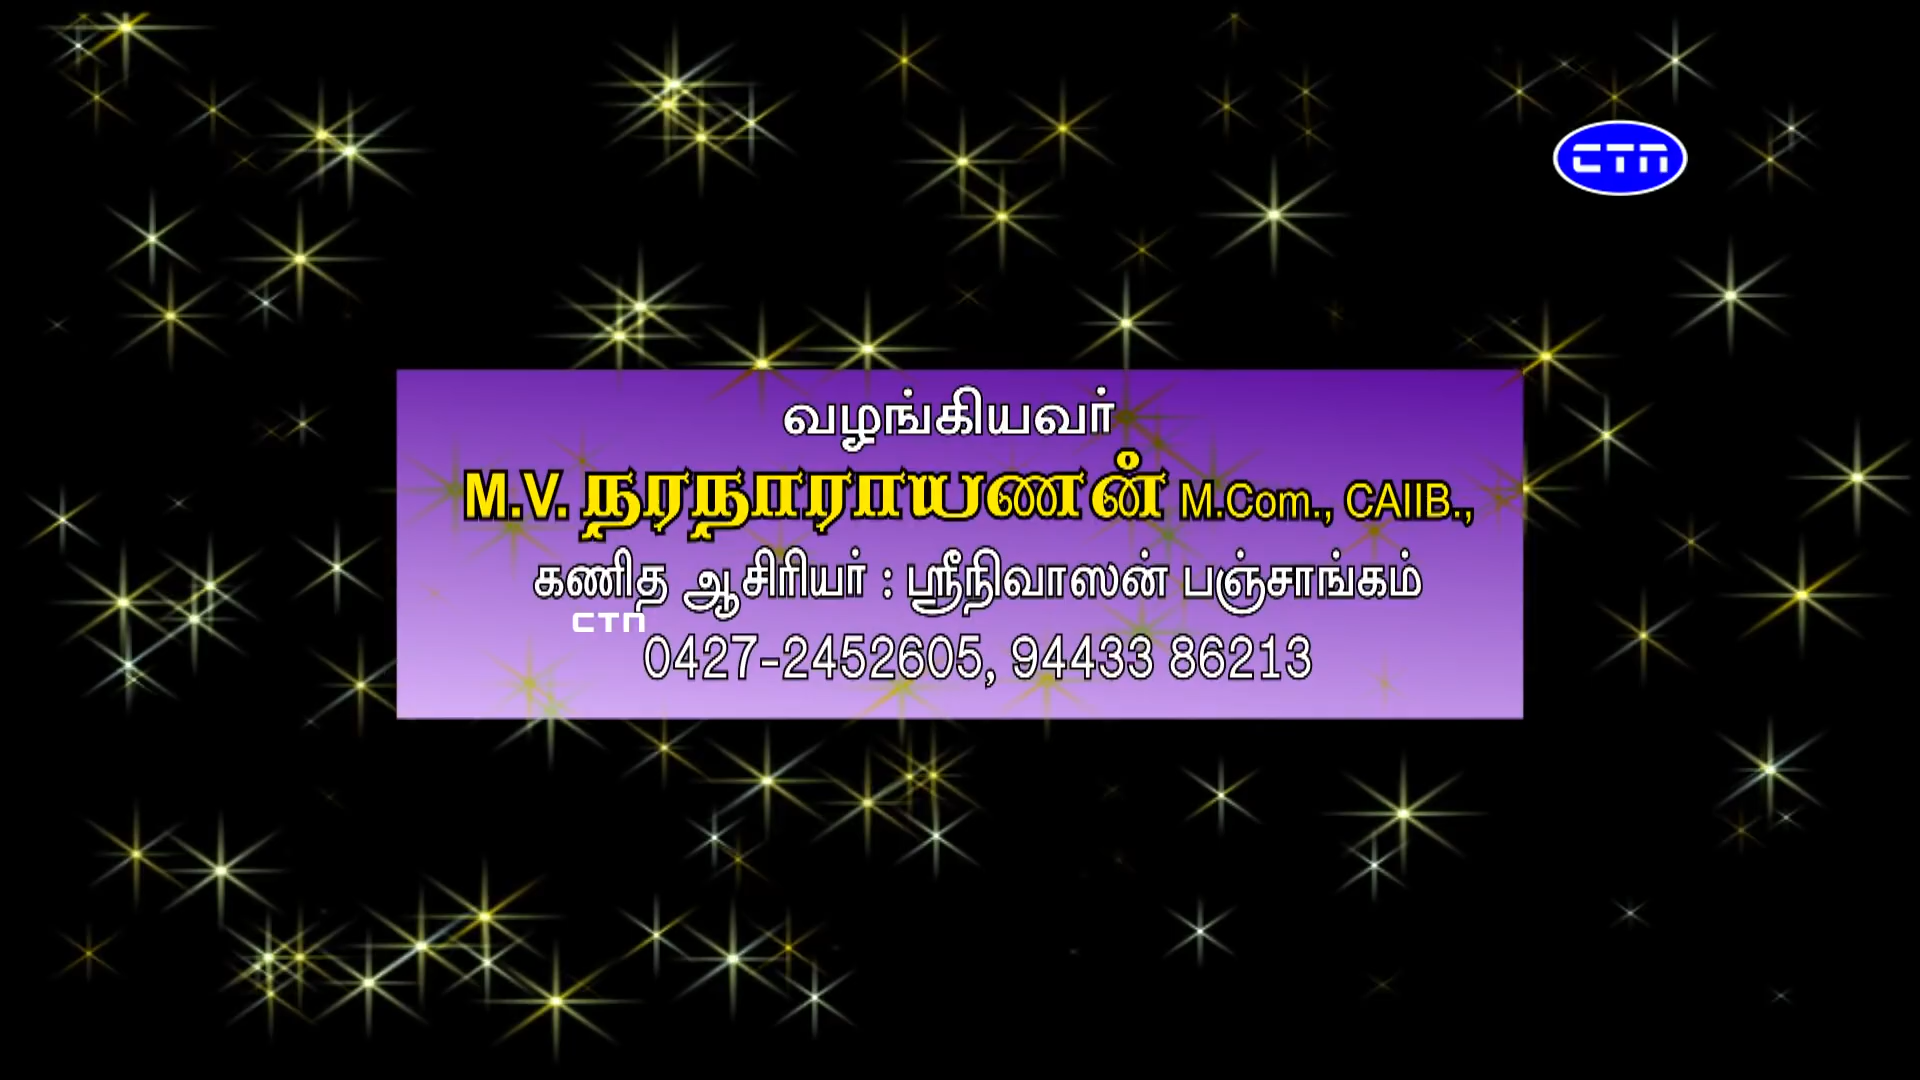 CTN
வழங்கியவர்
M.V. நரநாராயணன் M.Com., CAIIB.,
கணித ஆசிரியர் : ஸ்ரீநிவாஸன் பஞ்சாங்கம்
CTN
0427-2452605, 94433 86213